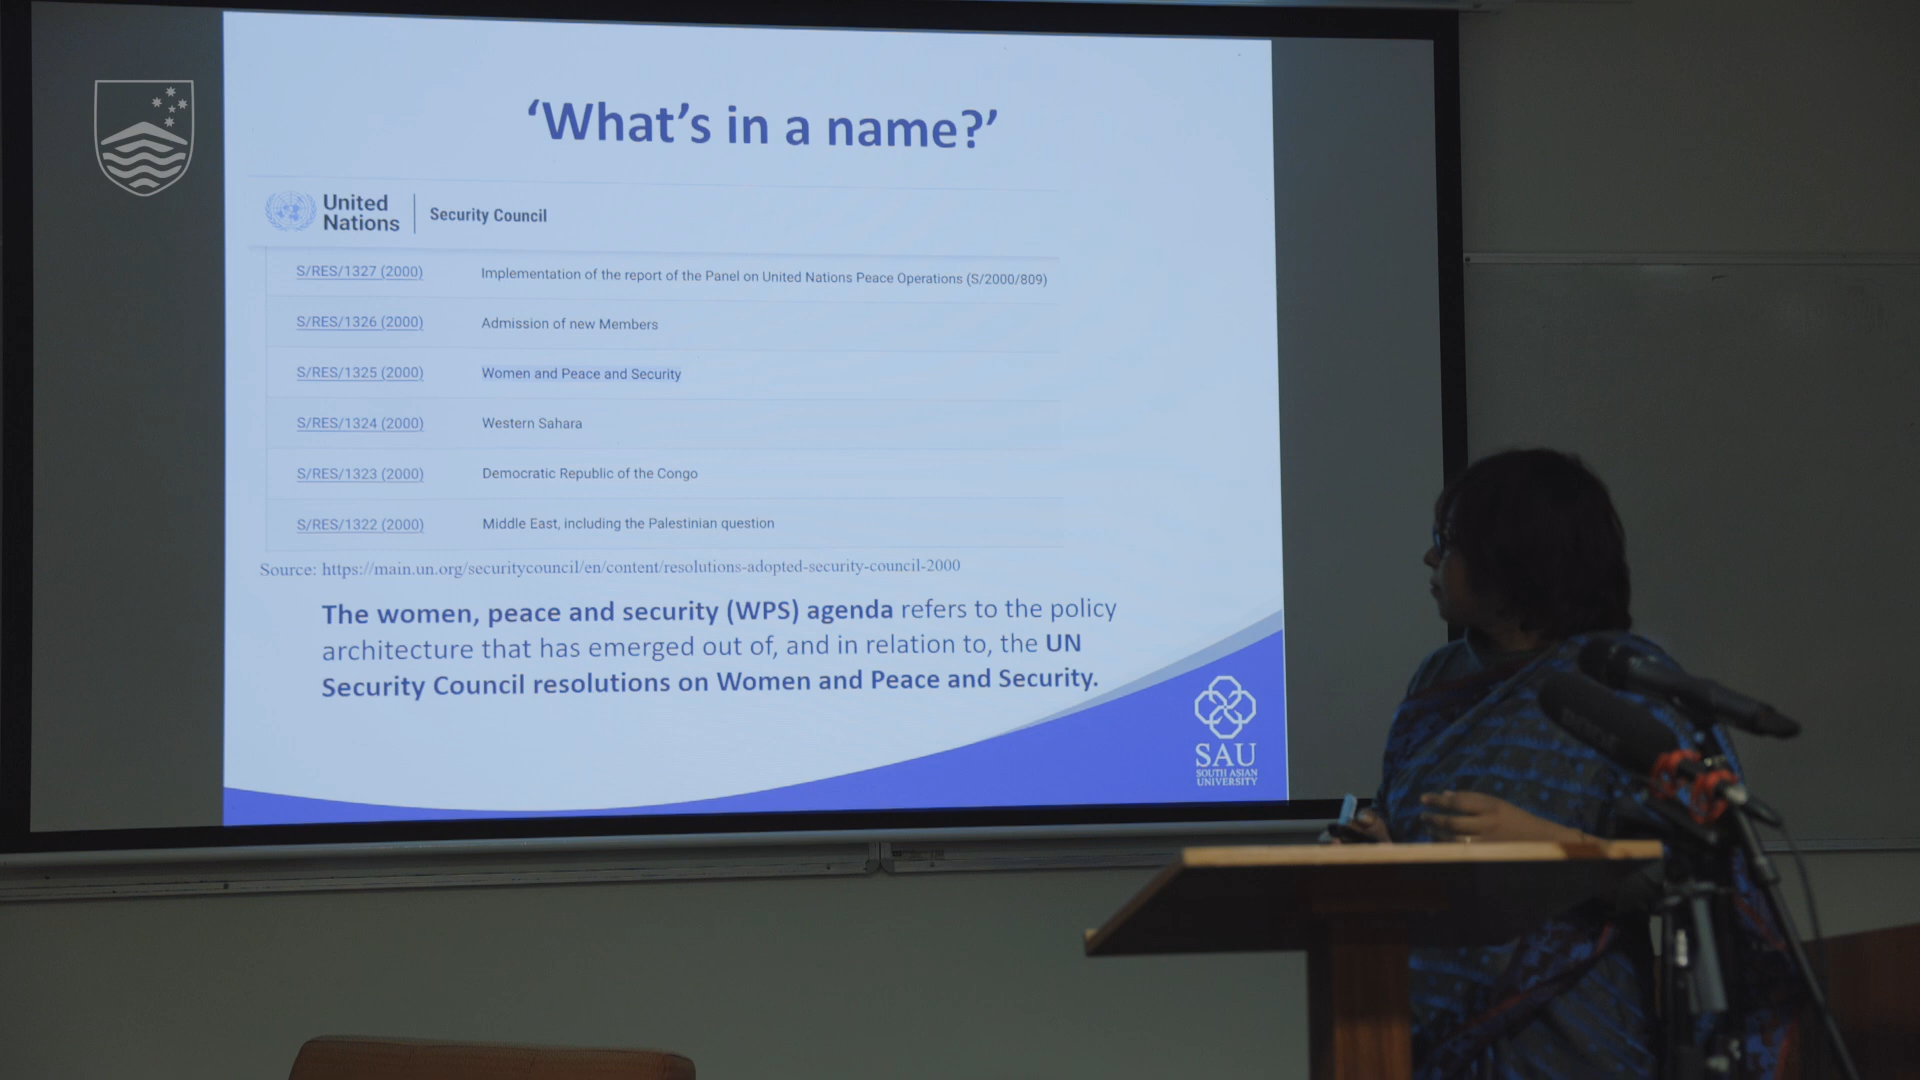 ‘What’s in a name?’
United
Nations
Security Council
S/RES/1327 (2000) Implementation of the report of the Panel on United Nations Peace Operations (S/2000/809)
S/RES/1326 (2000) Admission of new Members
S/RES/1325 (2000) Women and Peace and Security
S/RES/1324 (2000) Western Sahara
S/RES/1323 (2000) Democratic Republic of the Congo
S/RES/1322 (2000) Middle East, including the Palestinian question
Source: https://main.un.org/securitycouncil/en/content/resolutions-adopted-security-council-2000
The women, peace and security (WPS) agenda refers to the policy
architecture that has emerged out of, and in relation to, the UN
Security Council resolutions on Women and Peace and Security.
SAU
SOUTH ASIAN
UNIVERSITY